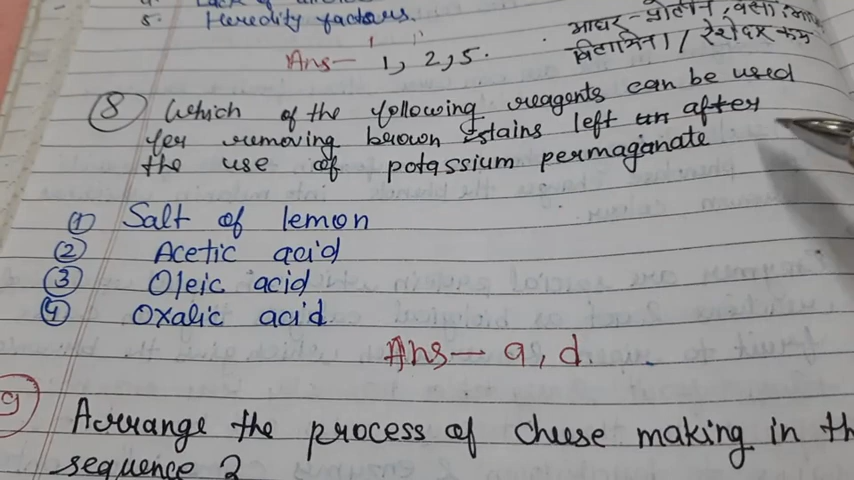 5. Heredity factors.
Ans- 1, 2, 5.
आधार - प्रोटीन, वसा,
विटामिन /
8 Which of the following reagents can be used
for removing brown stains left after
the use of potassium permaganate
1 Salt of lemon
2 Acetic acid
3 Oleic acid
4 Oxalic acid.
Ans- a, d.
9 Arrange the process of cheese making in th
sequence ?